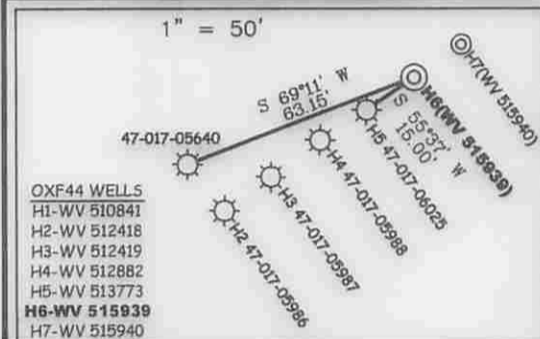 1" = 50'
S 69°11' W
63.15'
H7(WV 515940)
H6(WV 515939)
S 55°37' W
15.00'
47-017-05640
H5 47-017-06025
H4 47-017-05988
H3 47-017-05987
H2 47-017-05986
OXF44 WELLS
H1-WV 510841
H2-WV 512418
H3-WV 512419
H4-WV 512882
H5-WV 513773
H6-WV 515939
H7-WV 515940